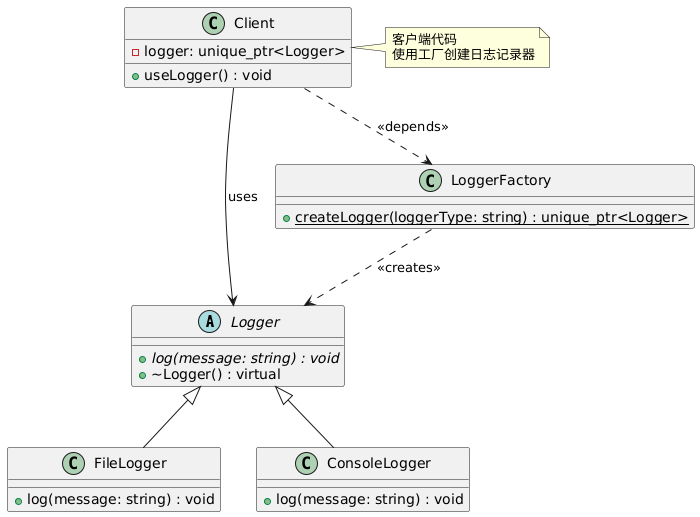 C Client
logger: unique_ptr<Logger>
useLogger() : void
客户端代码
使用工厂创建日志记录器
«depends»
uses
C LoggerFactory
createLogger(loggerType: string) : unique_ptr<Logger>
«creates»
A Logger
log(message: string) : void
~Logger() : virtual
C FileLogger
log(message: string) : void
C ConsoleLogger
log(message: string) : void